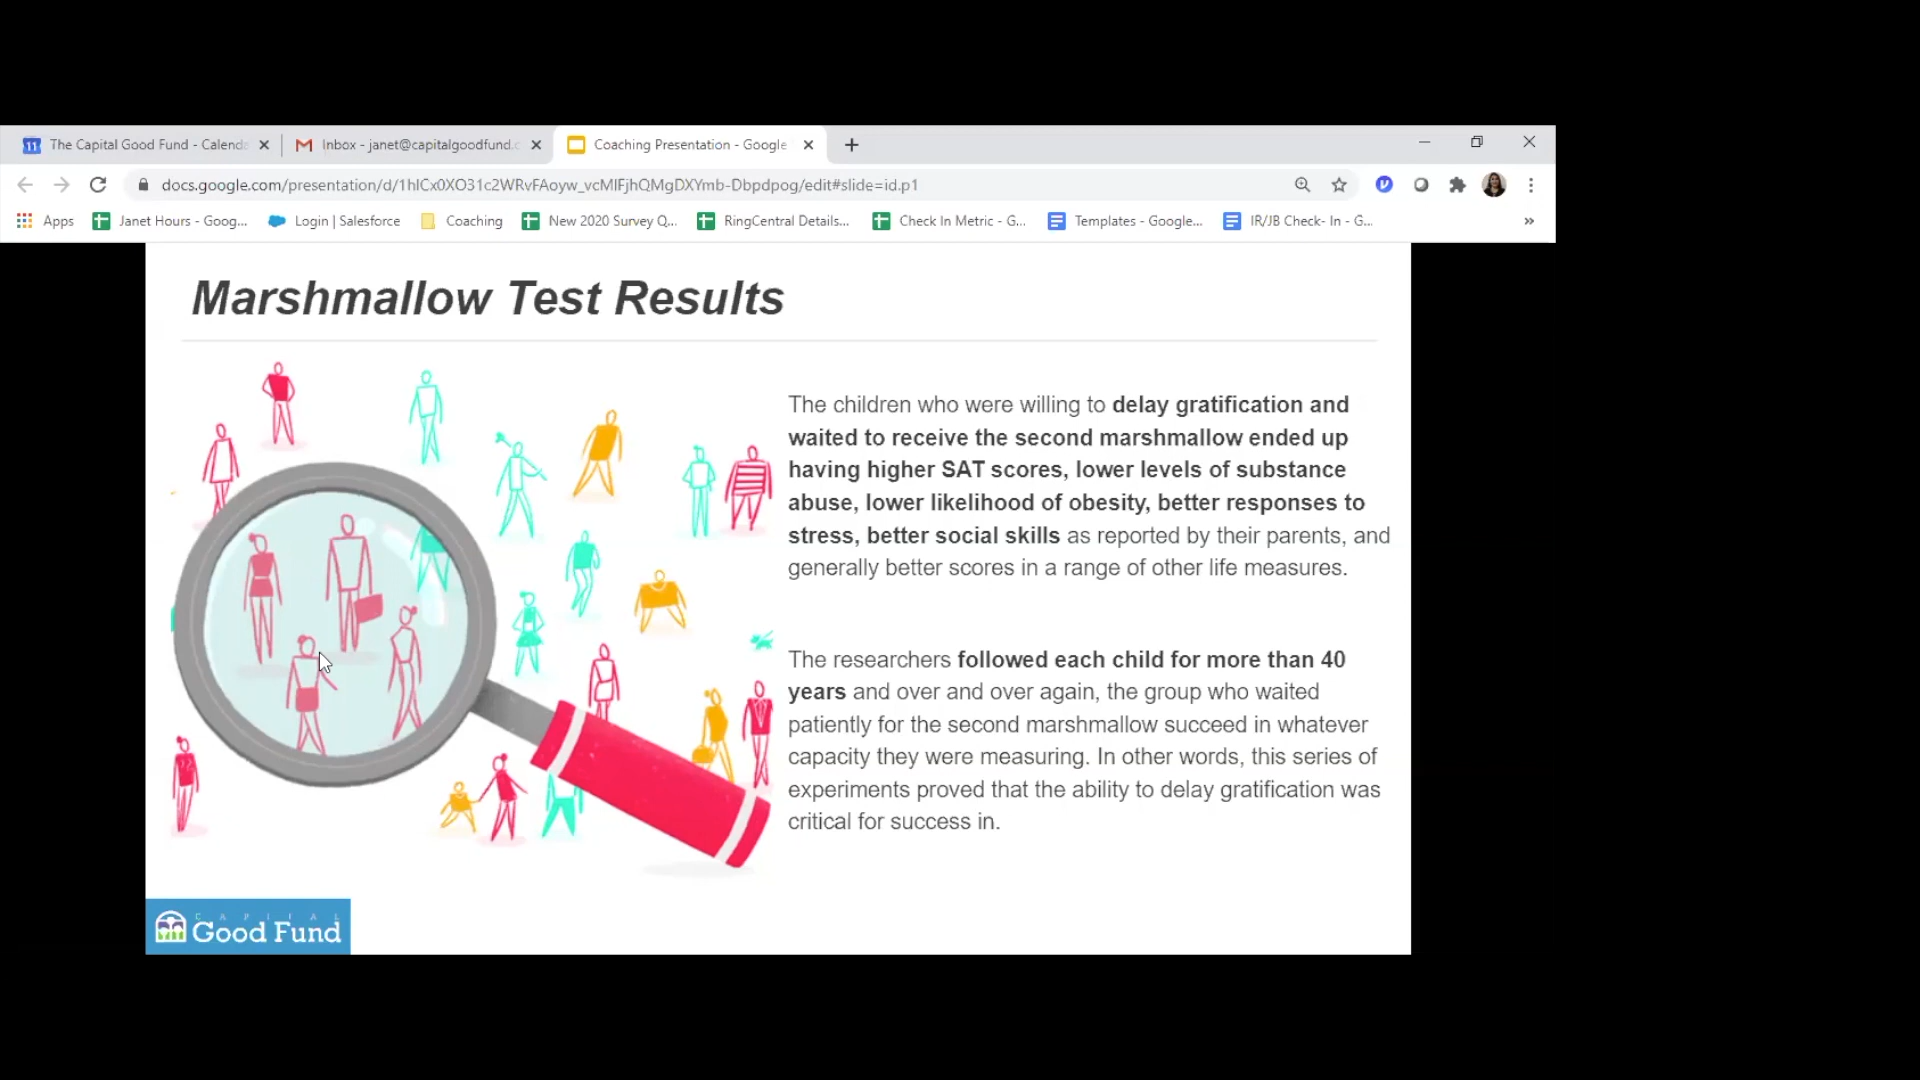 The Capital Good Fund - Calend
Inbox - janet@capitalgoodfund.c
Coaching Presentation - Google
docs.google.com/presentation/d/1hlCx0XO31c2WRvFAoyw_vcMlFjhQMgDXYmb-Dbpdpog/edit#slide=id.p1
Apps
Janet Hours - Goog...
Login | Salesforce
Coaching
New 2020 Survey Q...
RingCentral Details...
Check In Metric - G...
Templates - Google...
IR/JB Check- In - G...
Marshmallow Test Results
The children who were willing to delay gratification and
waited to receive the second marshmallow ended up
having higher SAT scores, lower levels of substance
abuse, lower likelihood of obesity, better responses to
stress, better social skills as reported by their parents, and
generally better scores in a range of other life measures.
The researchers followed each child for more than 40
years and over and over again, the group who waited
patiently for the second marshmallow succeed in whatever
capacity they were measuring. In other words, this series of
experiments proved that the ability to delay gratification was
critical for success in.
CAPITAL
Good Fund